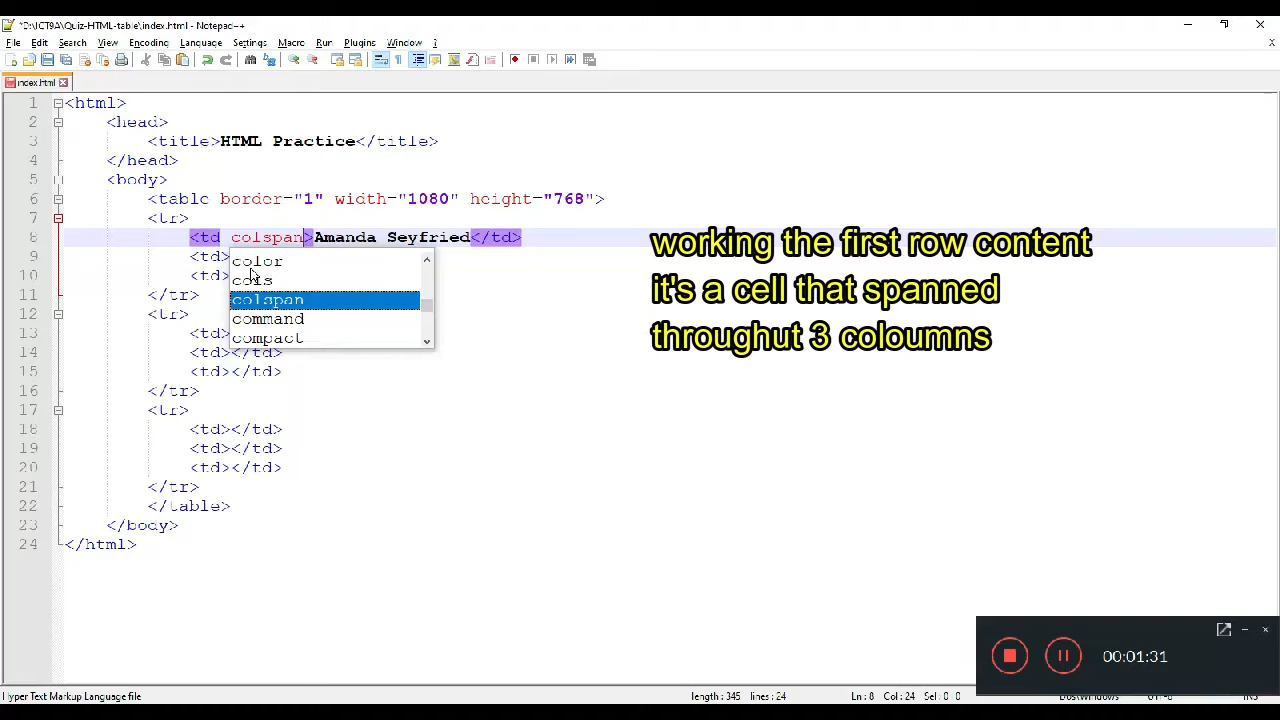 *D:\ICT9A\Quiz-HTML-table\index.html - Notepad++
File Edit Search View Encoding Language Settings Macro Run Plugins Window ?
X
index.html
1 <html>
2 <head>
3 <title>HTML Practice</title>
4 </head>
5 <body>
6 <table border="1" width="1080" height="768">
7 <tr>
8 <td colspan>Amanda Seyfried</td>
9 <td>
10 <td>
11 </tr>
12 <tr>
13 <td>
14 <td></td>
15 <td></td>
16 </tr>
17 <tr>
18 <td></td>
19 <td></td>
20 <td></td>
21 </tr>
22 </table>
23 </body>
24 </html>
color
cols
colspan
command
compact
working the first row content
it's a cell that spanned
throughut 3 coloumns
00:01:31
Hyper Text Markup Language file length : 345 lines : 24 Ln : 8 Col : 24 Sel : 0 | 0